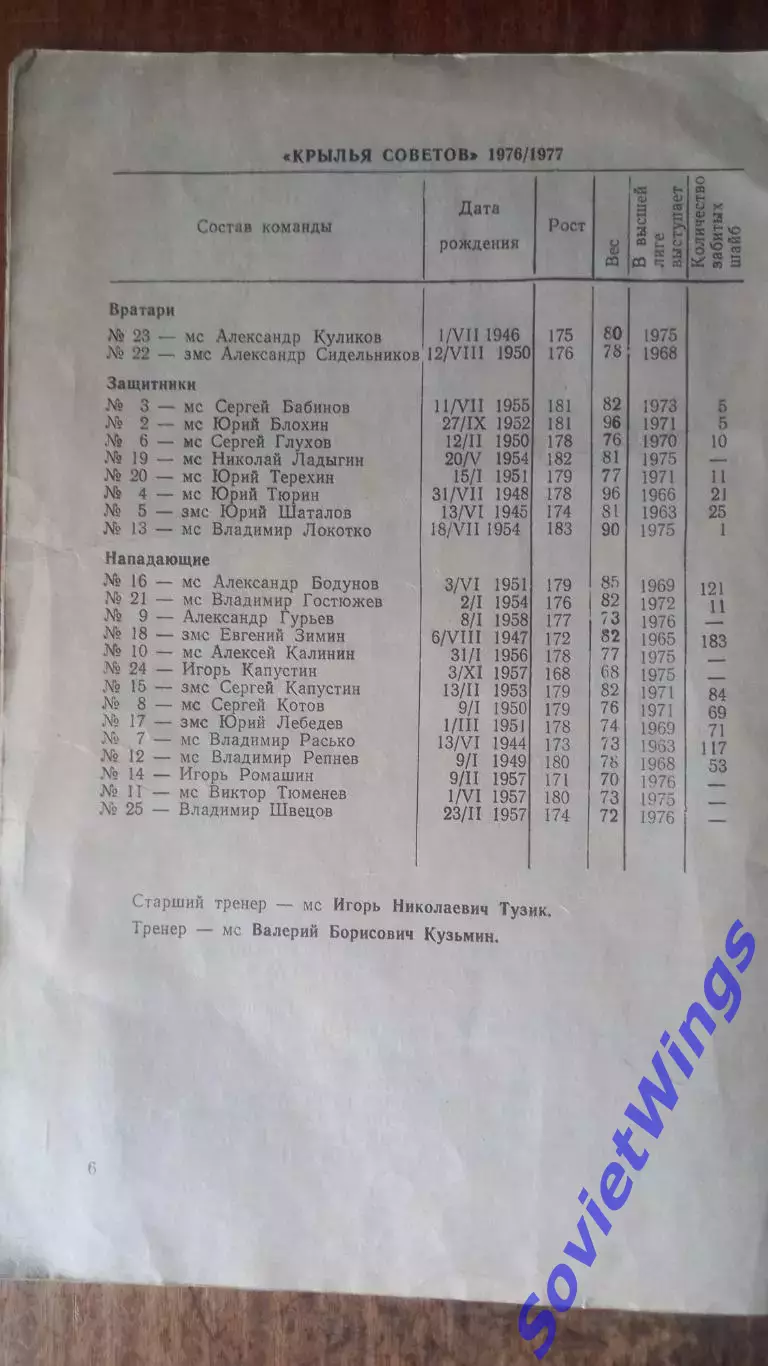 «КРЫЛЬЯ СОВЕТОВ» 1976/1977
Состав команды Дата рождения Рост Вес В высшей лиге выступает Количество забитых шайб
Вратари
№ 23 — мс Александр Куликов 1/VII 1946 175 80 1975
№ 22 — змс Александр Сидельников 12/VIII 1950 176 78 1968
Защитники
№ 3 — мс Сергей Бабинов 11/VII 1955 181 82 1973 5
№ 2 — мс Юрий Блохин 27/IX 1952 181 96 1971 5
№ 6 — мс Сергей Глухов 12/II 1950 178 76 1970 10
№ 19 — мс Николай Ладыгин 20/V 1954 182 81 1975 —
№ 20 — мс Юрий Терехин 15/I 1951 179 77 1971 11
№ 4 — мс Юрий Тюрин 31/VII 1948 178 96 1966 21
№ 5 — змс Юрий Шаталов 13/VI 1945 174 81 1963 25
№ 13 — мс Владимир Локотко 18/VII 1954 183 90 1975 1
Нападающие
№ 16 — мс Александр Бодунов 3/VI 1951 179 85 1969 121
№ 21 — мс Владимир Гостюжев 2/I 1954 176 82 1972 11
№ 9 — Александр Гурьев 8/I 1958 177 73 1976 —
№ 18 — змс Евгений Зимин 6/VIII 1947 172 82 1965 183
№ 10 — мс Алексей Калинин 31/I 1956 178 77 1975 —
№ 24 — Игорь Капустин 3/XI 1957 168 68 1975 —
№ 15 — змс Сергей Капустин 13/II 1953 179 82 1971 84
№ 8 — мс Сергей Котов 9/I 1950 179 76 1971 69
№ 17 — змс Юрий Лебедев 1/III 1951 178 74 1969 71
№ 7 — мс Владимир Расько 13/VI 1944 173 73 1963 117
№ 12 — мс Владимир Репнев 9/I 1949 180 78 1968 53
№ 14 — Игорь Ромашин 9/II 1957 171 70 1976 —
№ 11 — мс Виктор Тюменев 1/VI 1957 180 73 1975 —
№ 25 — Владимир Швецов 23/II 1957 174 72 1976 —
Старший тренер — мс Игорь Николаевич Тузик.
Тренер — мс Валерий Борисович Кузьмин.
6
SovietWings